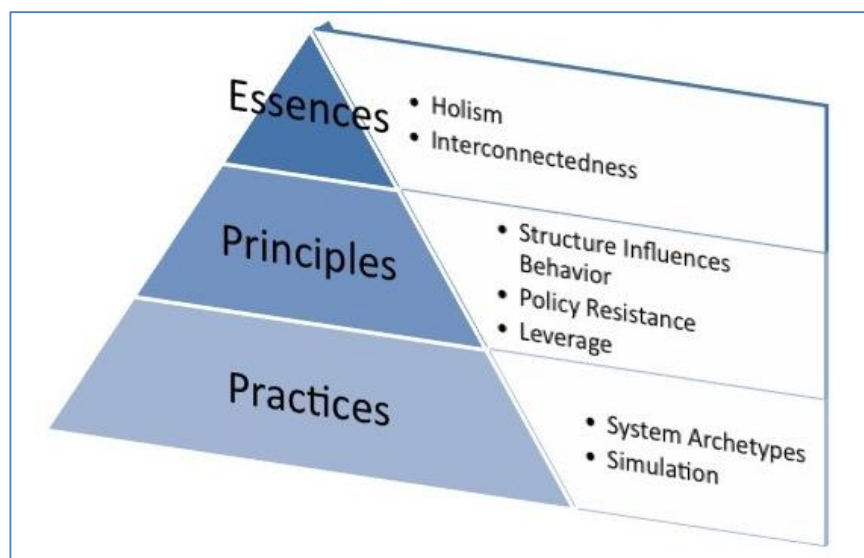 Essences
• Holism
• Interconnectedness
Principles
• Structure Influences
Behavior
• Policy Resistance
• Leverage
Practices
• System Archetypes
• Simulation